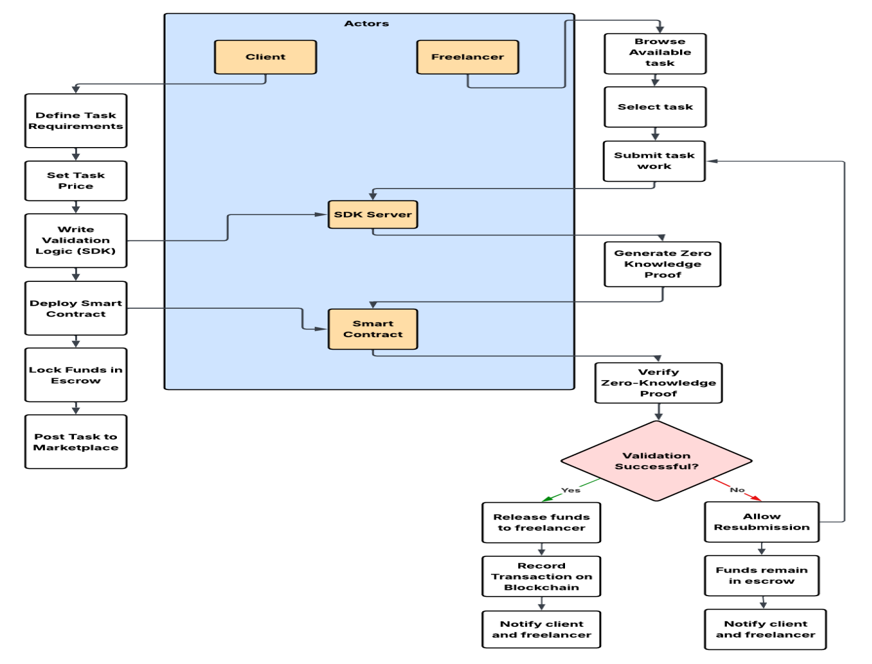 Actors
Client
Freelancer
Browse
Available
task
Select task
Submit task
work
Define Task
Requirements
Set Task
Price
Write
Validation
Logic (SDK)
Deploy Smart
Contract
Lock Funds in
Escrow
Post Task to
Marketplace
SDK Server
Generate Zero
Knowledge
Proof
Smart
Contract
Verify
Zero-Knowledge
Proof
Validation
Successful?
Yes
No
Release funds
to freelancer
Record
Transaction on
Blockchain
Notify client
and freelancer
Allow
Resubmission
Funds remain
in escrow
Notify client
and freelancer